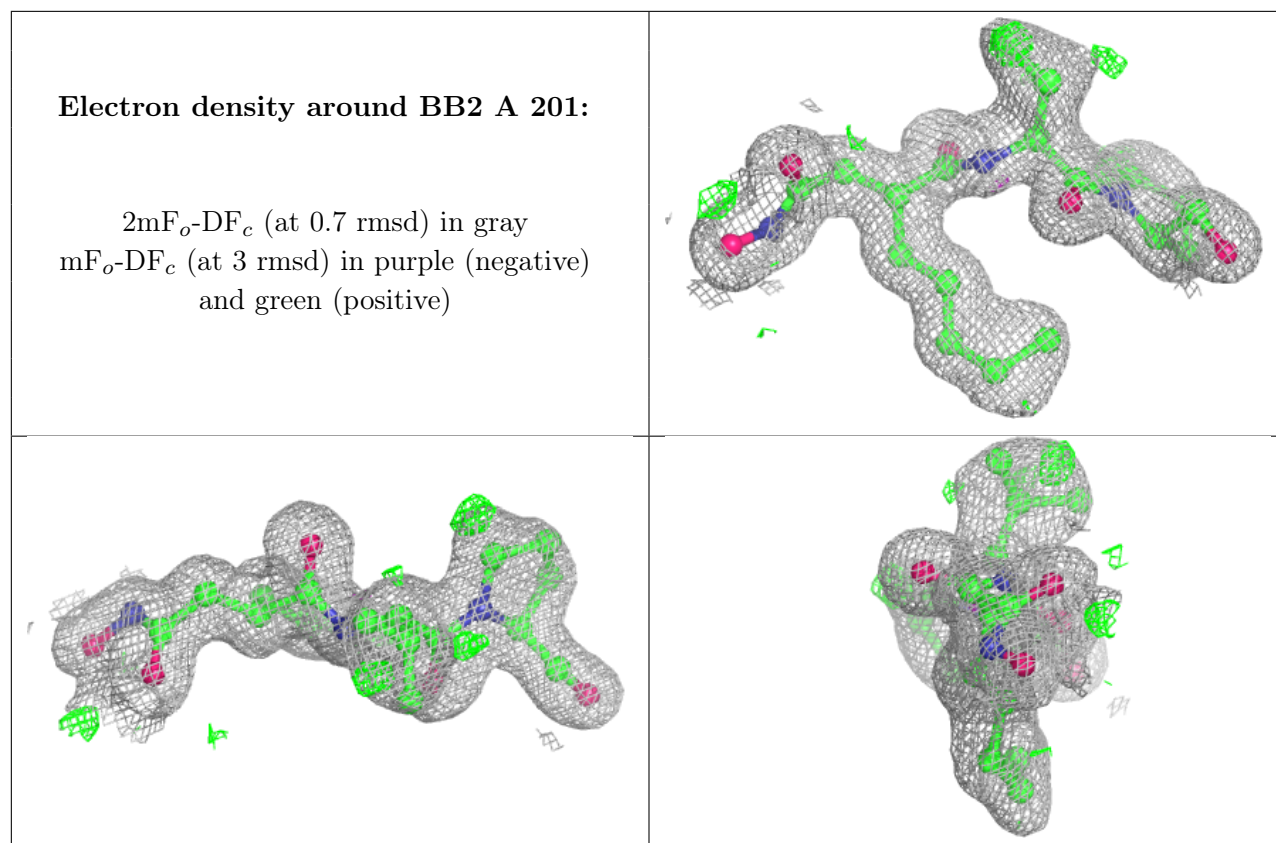 Electron density around BB2 A 201:
2mFₒ-DF𝒸 (at 0.7 rmsd) in gray
mFₒ-DF𝒸 (at 3 rmsd) in purple (negative)
and green (positive)